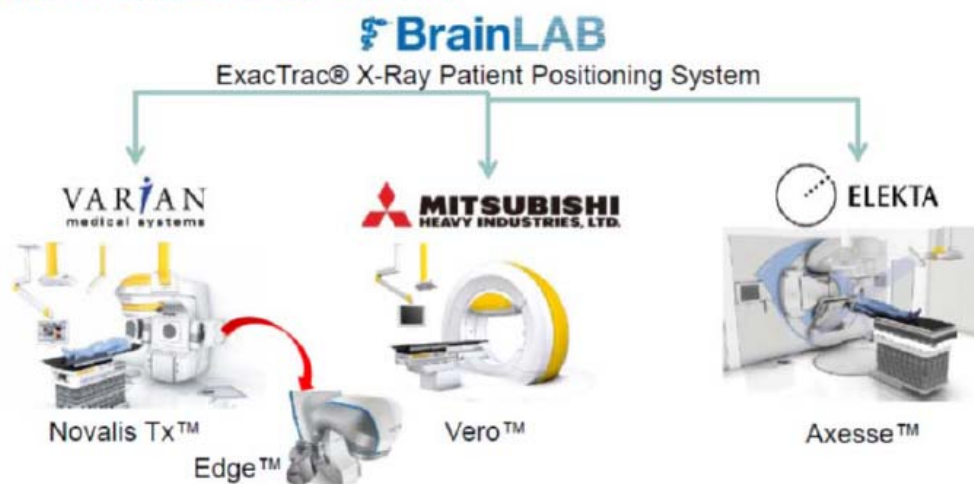 BrainLAB
ExacTrac® X-Ray Patient Positioning System
VARIAN
medical systems
MITSUBISHI
HEAVY INDUSTRIES, LTD.
ELEKTA
Novalis Tx™
Edge™
Vero™
Axesse™